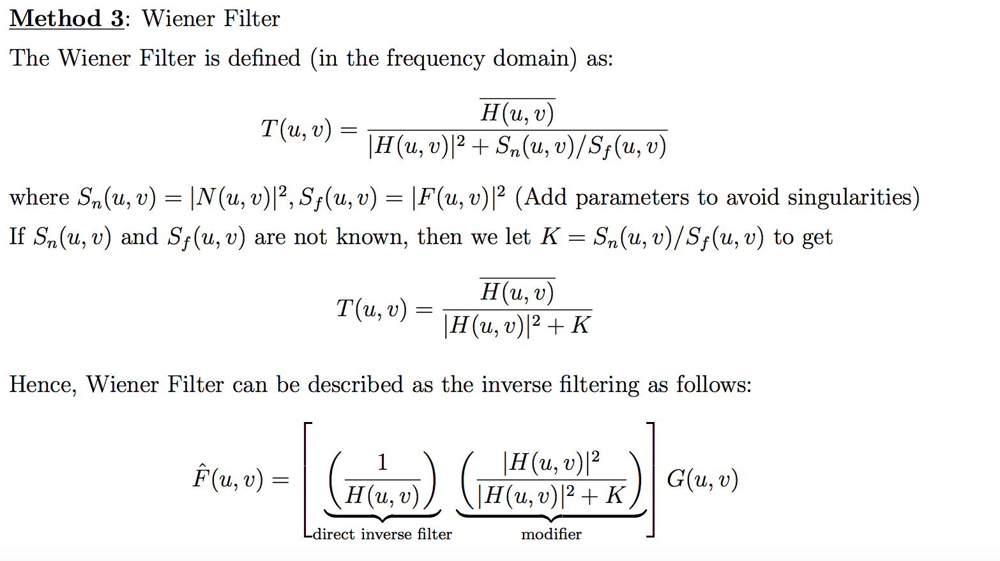 Method 3: Wiener Filter
The Wiener Filter is defined (in the frequency domain) as:
$T(u,v) = \frac{\overline{H(u,v)}}{|H(u,v)|^2 + S_n(u,v)/S_f(u,v)}$
where $S_n(u,v) = |N(u,v)|^2, S_f(u,v) = |F(u,v)|^2$ (Add parameters to avoid singularities)
If $S_n(u,v)$ and $S_f(u,v)$ are not known, then we let $K = S_n(u,v)/S_f(u,v)$ to get
$T(u,v) = \frac{\overline{H(u,v)}}{|H(u,v)|^2 + K}$
Hence, Wiener Filter can be described as the inverse filtering as follows:
$\hat{F}(u,v) = \left[ \underbrace{\left( \frac{1}{H(u,v)} \right)}_{\text{direct inverse filter}} \underbrace{\left( \frac{|H(u,v)|^2}{|H(u,v)|^2 + K} \right)}_{\text{modifier}} \right] G(u,v)$